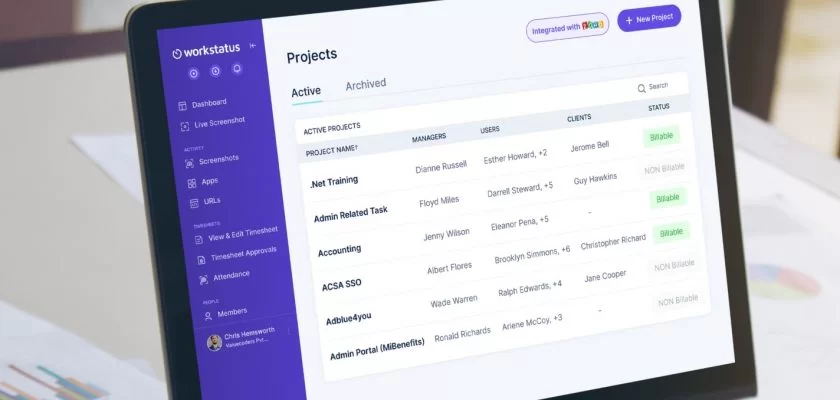 workstatus
Dashboard
Live Screenshot
ACTIVITY
Screenshots
Apps
URLs
TIMESHEETS
View & Edit Timesheet
Timesheet Approvals
Attendance
PEOPLE
Members
Chris Hemsworth
Valuecoders Pvt...
Projects
Integrated with ZOHO
+ New Project
Active Archived
ACTIVE PROJECTS Search
PROJECT NAME↑ MANAGERS USERS CLIENTS STATUS
.Net Training Dianne Russell Esther Howard, +2 Jerome Bell Billable
Admin Related Task Floyd Miles Darrell Steward, +5 Guy Hawkins NON Billable
Accounting Jenny Wilson Eleanor Pena, +5 - Billable
ACSA SSO Albert Flores Brooklyn Simmons, +6 Christopher Richard Billable
Adblue4you Wade Warren Ralph Edwards, +4 Jane Cooper NON Billable
Admin Portal (MiBenefits) Ronald Richards Arlene McCoy, +3 - NON Billable